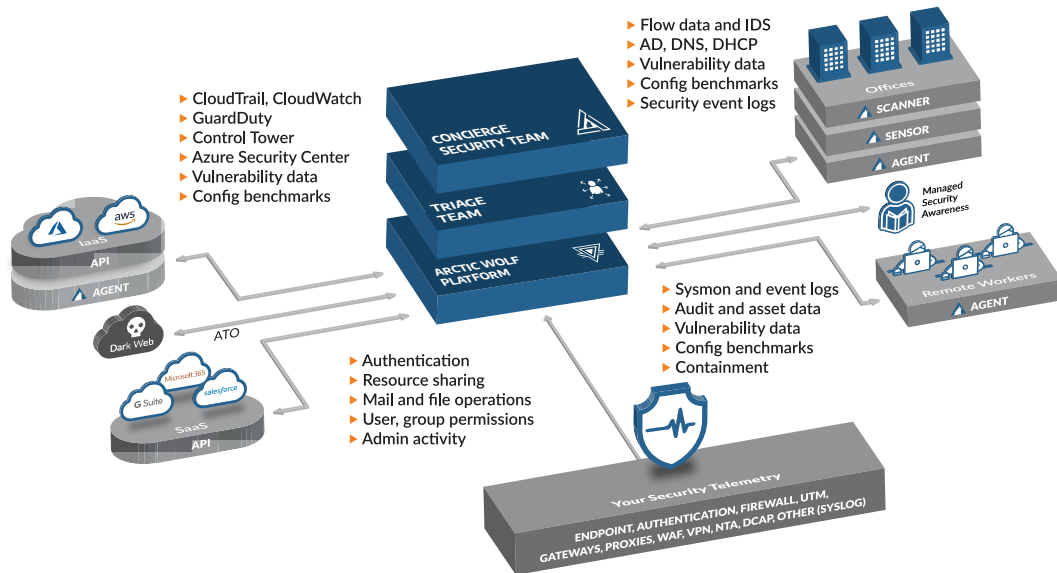 ▸ Flow data and IDS
▸ AD, DNS, DHCP
▸ Vulnerability data
▸ Config benchmarks
▸ Security event logs
Offices
SCANNER
SENSOR
AGENT
▸ CloudTrail, CloudWatch
▸ GuardDuty
▸ Control Tower
▸ Azure Security Center
▸ Vulnerability data
▸ Config benchmarks
CONCIERGE
SECURITY TEAM
TRIAGE
TEAM
ARCTIC WOLF
PLATFORM
Managed
Security
Awareness
aws
IaaS
API
AGENT
Dark Web
ATO
Remote Workers
AGENT
▸ Sysmon and event logs
▸ Audit and asset data
▸ Vulnerability data
▸ Config benchmarks
▸ Containment
Microsoft 365
G Suite
salesforce
SaaS
API
▸ Authentication
▸ Resource sharing
▸ Mail and file operations
▸ User, group permissions
▸ Admin activity
Your Security Telemetry
ENDPOINT, AUTHENTICATION, FIREWALL, UTM,
GATEWAYS, PROXIES, WAF, VPN, NTA, DCAP, OTHER (SYSLOG)